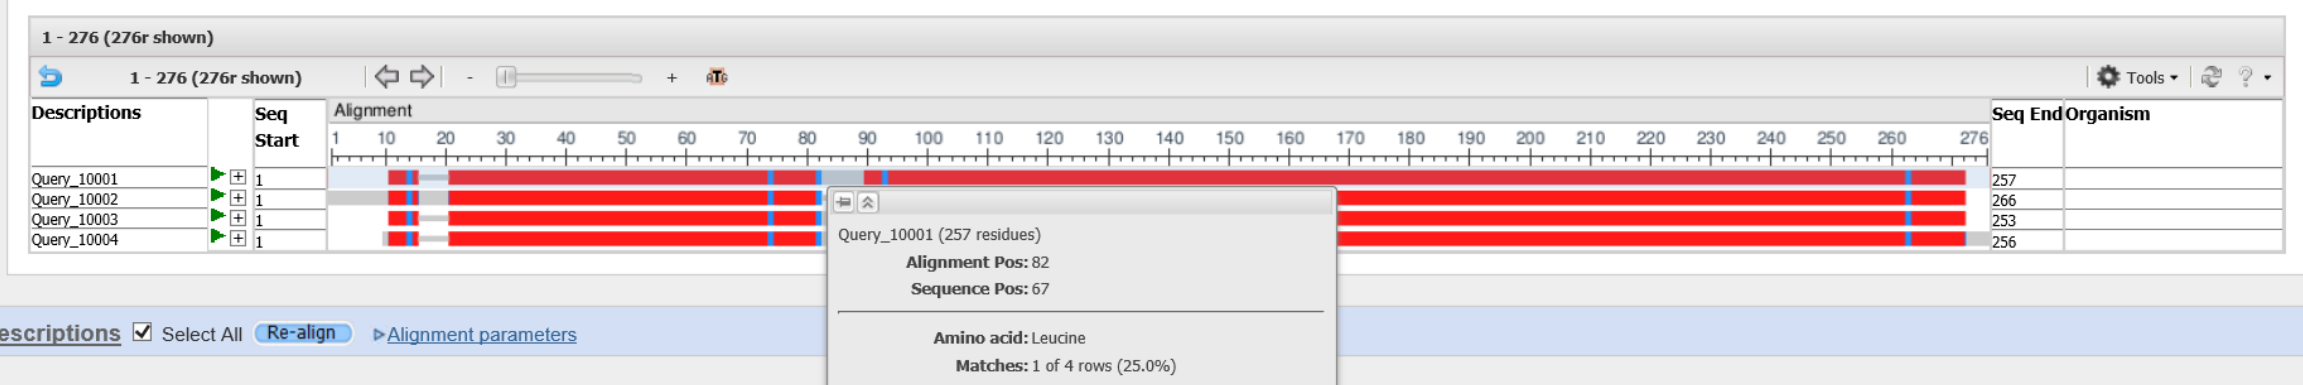 1 - 276 (276r shown)
1 - 276 (276r shown) - + ATG Tools ?
Descriptions Seq Start Alignment Seq End Organism
1 10 20 30 40 50 60 70 80 90 100 110 120 130 140 150 160 170 180 190 200 210 220 230 240 250 260 276
Query_10001 + 1 257
Query_10002 + 1 266
Query_10003 + 1 253
Query_10004 + 1 256
Query_10001 (257 residues)
Alignment Pos: 82
Sequence Pos: 67
Amino acid: Leucine
Matches: 1 of 4 rows (25.0%)
escriptions Select All Re-align Alignment parameters